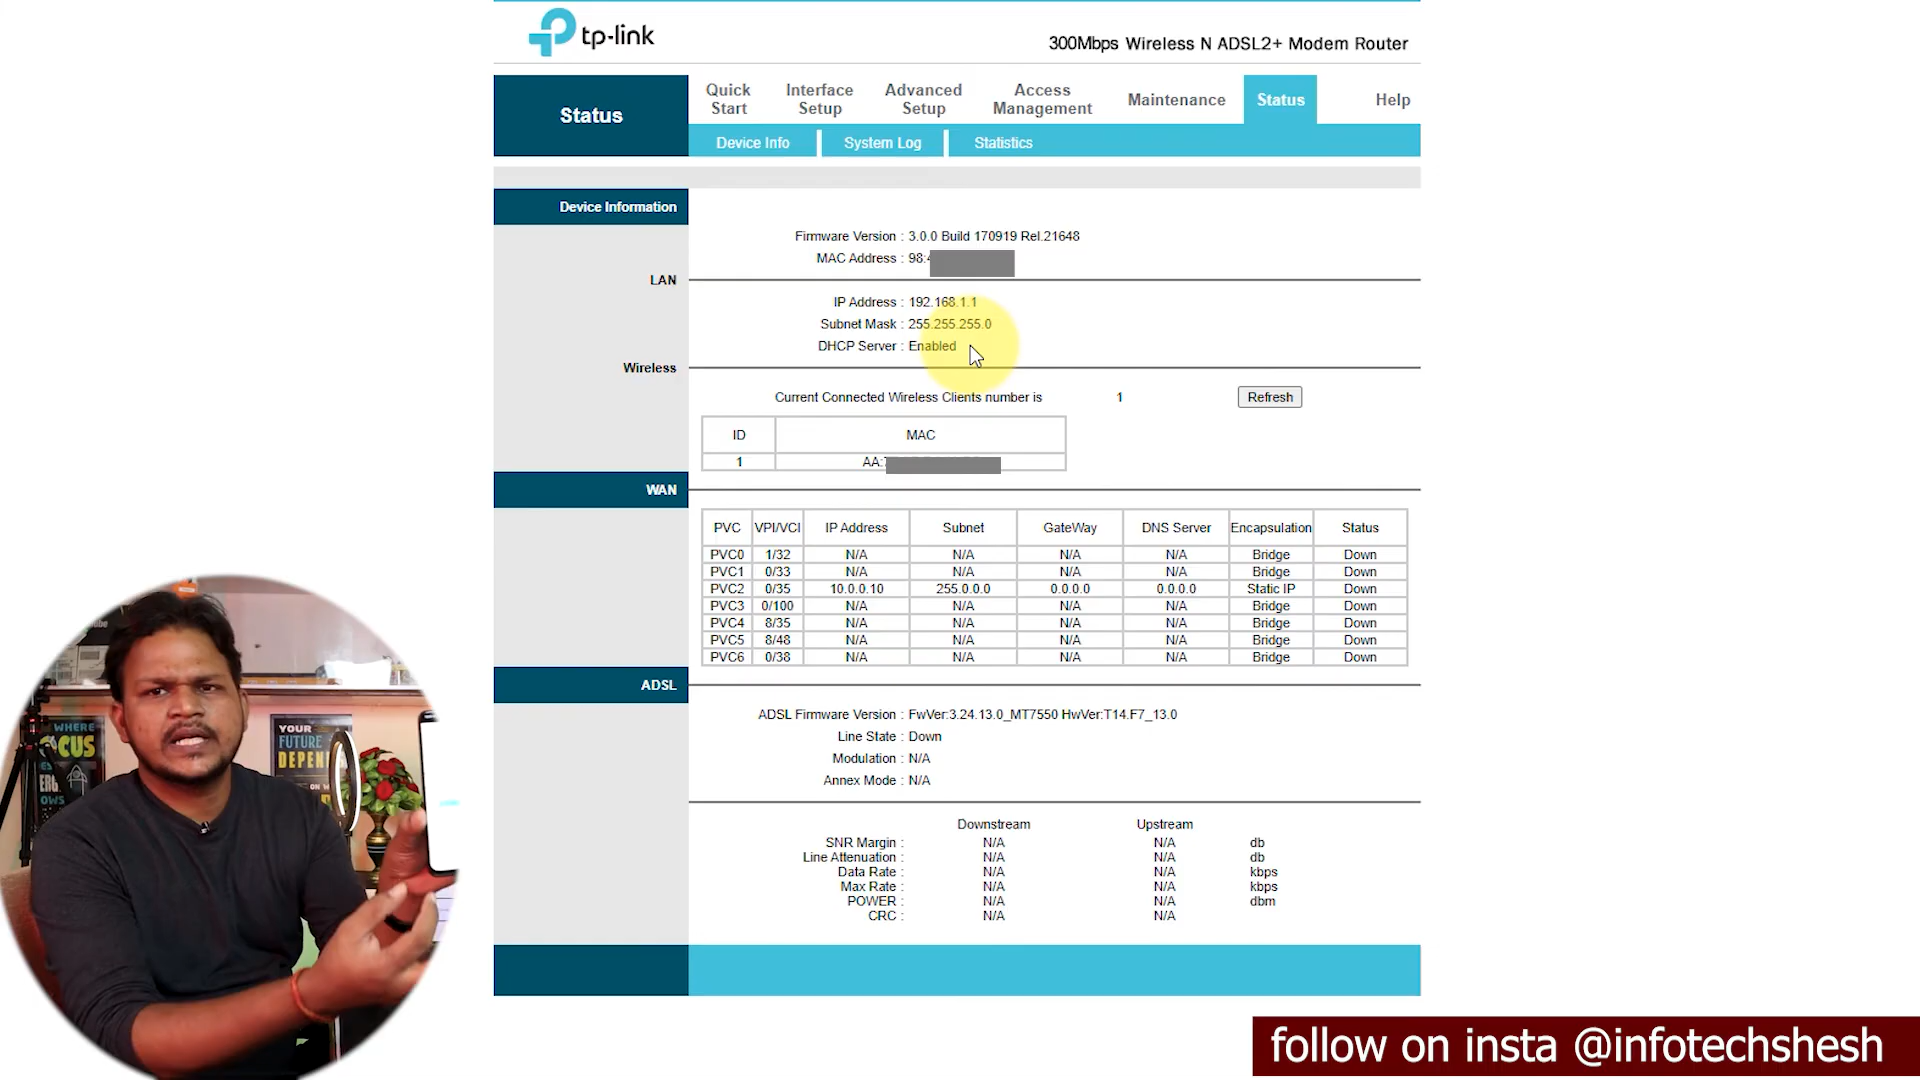 tp-link
300Mbps Wireless N ADSL2+ Modem Router
Status
Quick Start
Interface Setup
Advanced Setup
Access Management
Maintenance
Status
Help
Device Info
System Log
Statistics
Device Information
Firmware Version : 3.0.0 Build 170919 Rel.21648
MAC Address : 98:
LAN
IP Address : 192.168.1.1
Subnet Mask : 255.255.255.0
DHCP Server : Enabled
Wireless
Current Connected Wireless Clients number is 1 Refresh
ID MAC
1 AA:
WAN
PVC VPI/VCI IP Address Subnet GateWay DNS Server Encapsulation Status
PVC0 1/32 N/A N/A N/A N/A Bridge Down
PVC1 0/33 N/A N/A N/A N/A Bridge Down
PVC2 0/35 10.0.0.10 255.0.0.0 0.0.0.0 0.0.0.0 Static IP Down
PVC3 0/100 N/A N/A N/A N/A Bridge Down
PVC4 8/35 N/A N/A N/A N/A Bridge Down
PVC5 8/48 N/A N/A N/A N/A Bridge Down
PVC6 0/38 N/A N/A N/A N/A Bridge Down
ADSL
ADSL Firmware Version : FwVer:3.24.13.0_MT7550 HwVer:T14.F7_13.0
Line State : Down
Modulation : N/A
Annex Mode : N/A
Downstream Upstream
SNR Margin : N/A N/A db
Line Attenuation : N/A N/A db
Data Rate : N/A N/A kbps
Max Rate : N/A N/A kbps
POWER : N/A N/A dbm
CRC : N/A N/A
WHERE
CUS
ERG
OWS
YOUR
FUTURE
DEPEN
ON W
follow on insta @infotechshesh